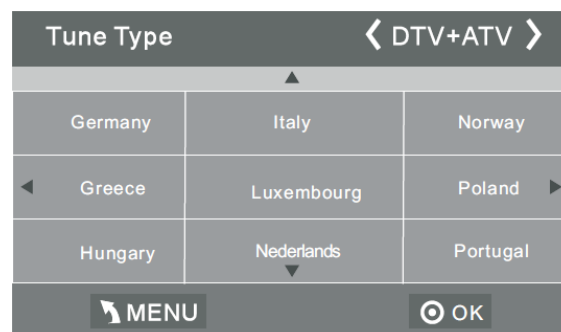 Tune Type DTV+ATV
Germany Italy Norway
Greece Luxembourg Poland
Hungary Nederlands Portugal
MENU OK